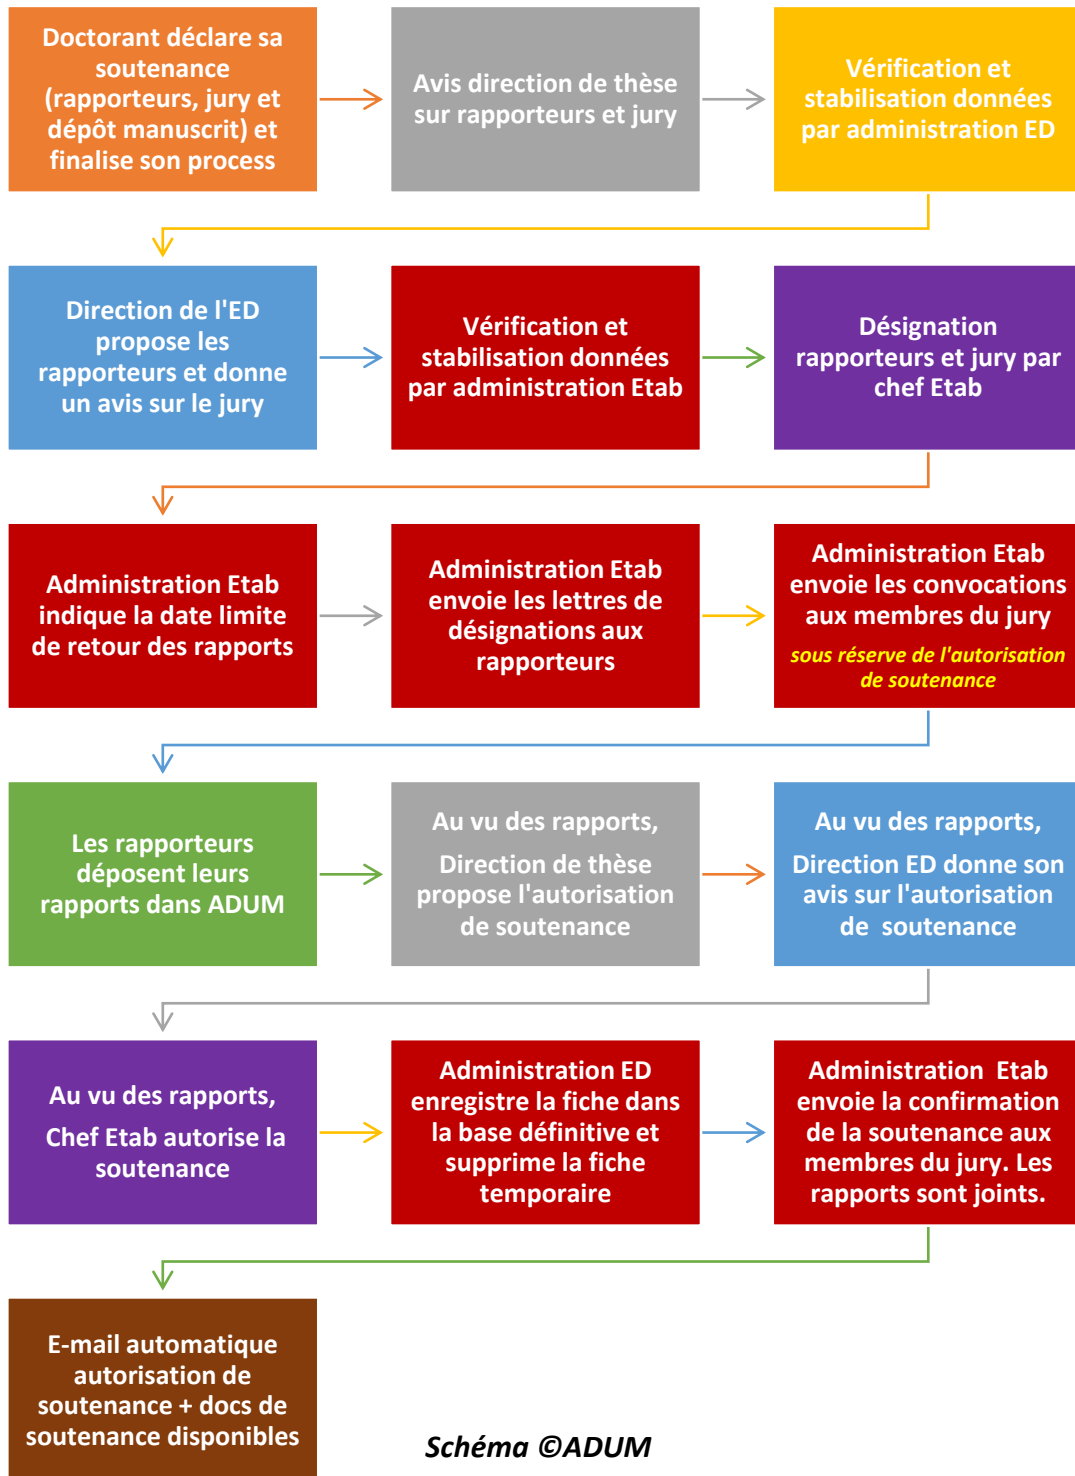 Doctorant déclare sa
soutenance
(rapporteurs, jury et
dépôt manuscrit) et
finalise son process
Avis direction de thèse
sur rapporteurs et jury
Vérification et
stabilisation données
par administration ED
Direction de l'ED
propose les
rapporteurs et donne
un avis sur le jury
Vérification et
stabilisation données
par administration Etab
Désignation
rapporteurs et jury par
chef Etab
Administration Etab
indique la date limite
de retour des rapports
Administration Etab
envoie les lettres de
désignations aux
rapporteurs
Administration Etab
envoie les convocations
aux membres du jury
sous réserve de l'autorisation
de soutenance
Les rapporteurs
déposent leurs
rapports dans ADUM
Au vu des rapports,
Direction de thèse
propose l'autorisation
de soutenance
Au vu des rapports,
Direction ED donne son
avis sur l'autorisation
de soutenance
Au vu des rapports,
Chef Etab autorise la
soutenance
Administration ED
enregistre la fiche dans
la base définitive et
supprime la fiche
temporaire
Administration Etab
envoie la confirmation
de la soutenance aux
membres du jury. Les
rapports sont joints.
E-mail automatique
autorisation de
soutenance + docs de
soutenance disponibles
Schéma ©ADUM